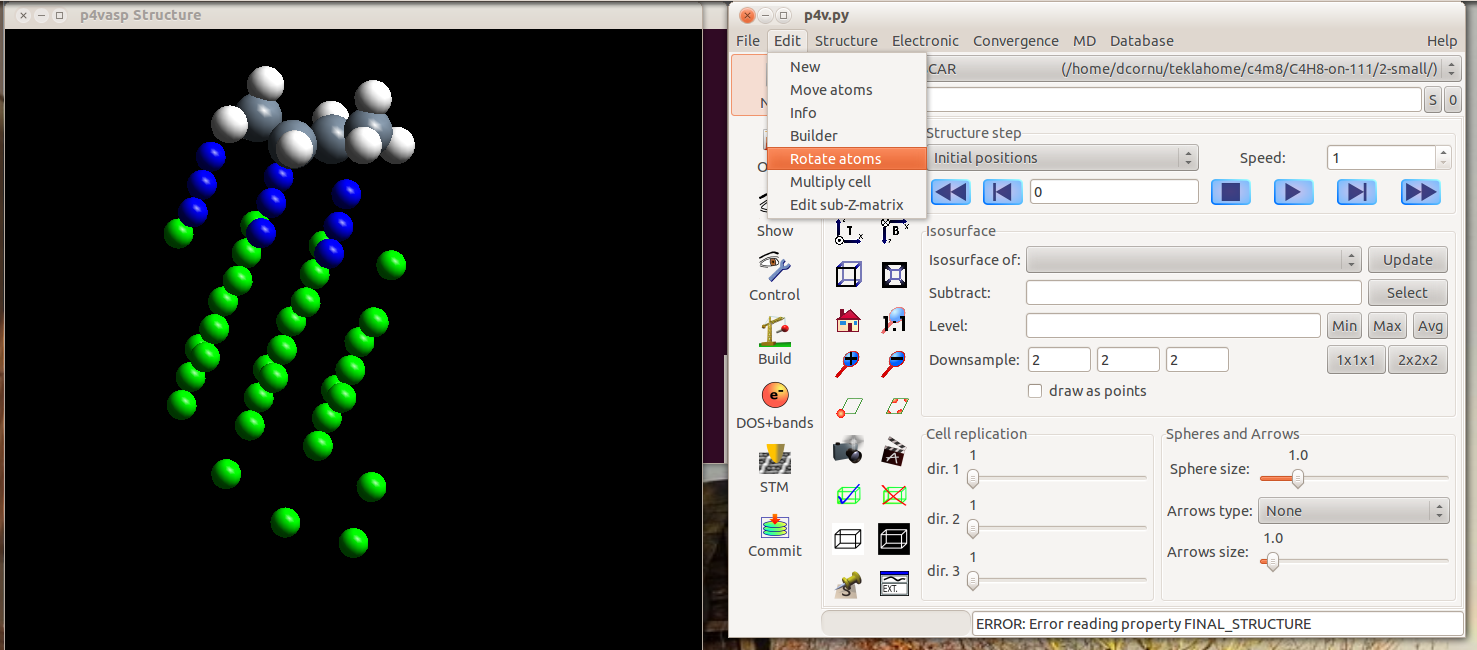 p4vasp Structure
p4v.py
File Edit Structure Electronic Convergence MD Database Help
New
Move atoms
Info
Builder
Rotate atoms
Multiply cell
Edit sub-Z-matrix
CAR (/home/dcornu/teklahome/c4m8/C4H8-on-111/2-small/)
S 0
Structure step
Initial positions Speed: 1
0
Show
Control
Build
DOS+bands
STM
Commit
T x B x
1:1
A
S EXT.
e-
Isosurface
Isosurface of: Update
Subtract: Select
Level: Min Max Avg
Downsample: 2 2 2 1x1x1 2x2x2
draw as points
Cell replication
1
dir. 1
1
dir. 2
1
dir. 3
Spheres and Arrows
1.0
Sphere size:
Arrows type: None
1.0
Arrows size:
ERROR: Error reading property FINAL_STRUCTURE